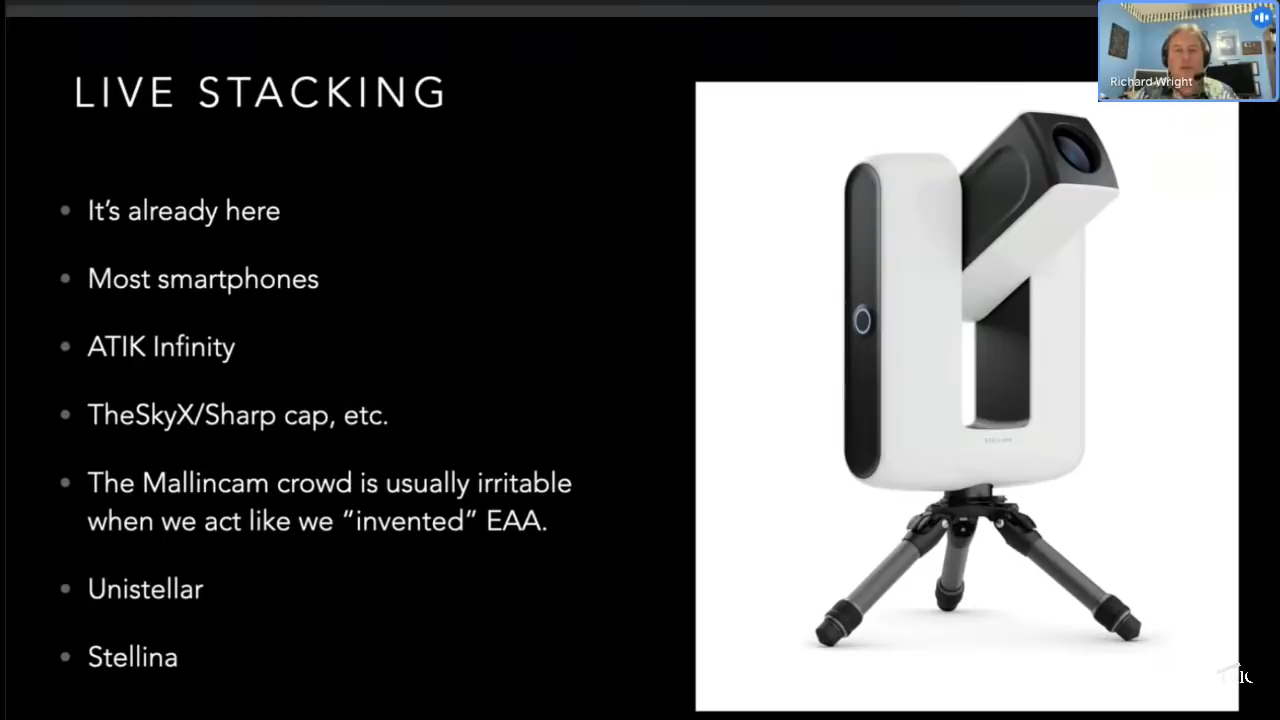 LIVE STACKING
Richard Wright
It's already here
Most smartphones
ATIK Infinity
TheSkyX/Sharp cap, etc.
The Mallincam crowd is usually irritable
when we act like we “invented” EAA.
Unistellar
Stellina
STELLINA